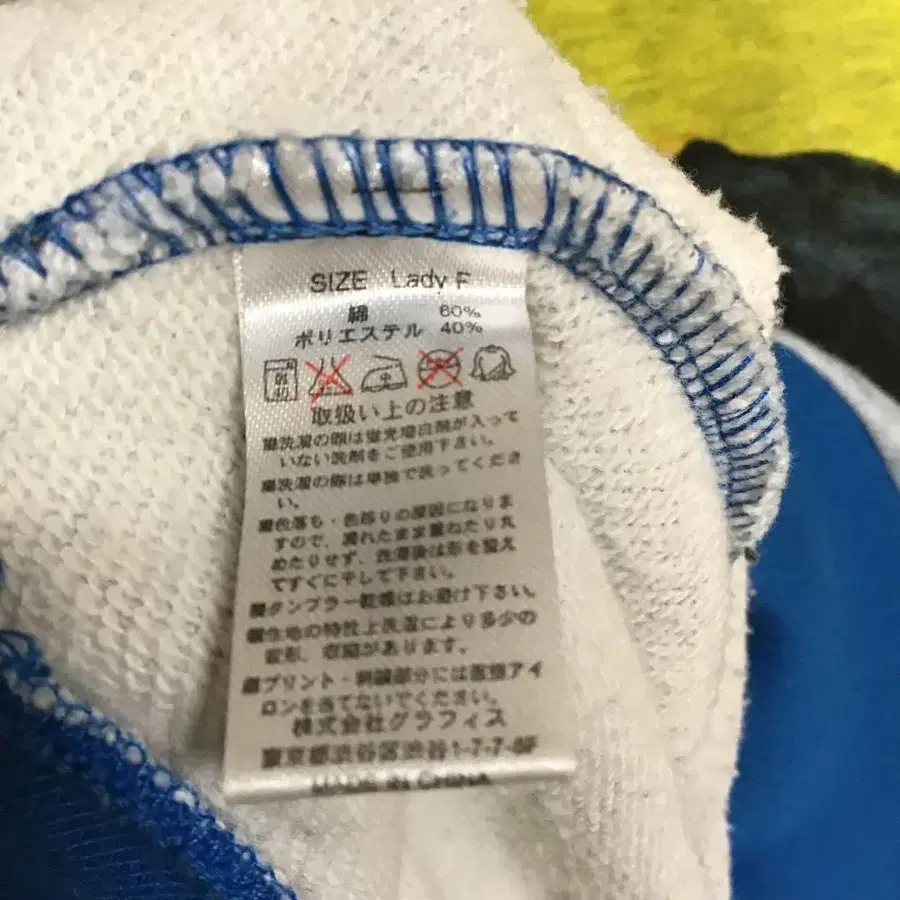 SIZE Lady F
綿 60%
ポリエステル 40%
取扱い上の注意
洗濯の際は蛍光増白剤が入って
いない洗剤をご使用下さい。
洗濯の際は単独で洗ってくださ
い。
色落ち・色移りの原因になりま
すので、濡れたまま重ねたり丸
めたりせず、洗濯後は形を整え
てすぐに干して下さい。
タンブラー乾燥はお避け下さい。
生地の特性上洗濯により多少の
変形、収縮があります。
プリント・刺繍部分には直接アイ
ロンを当てないでください。
株式会社グラフィス
東京都渋谷区渋谷1-7-7-6F
MADE IN CHINA